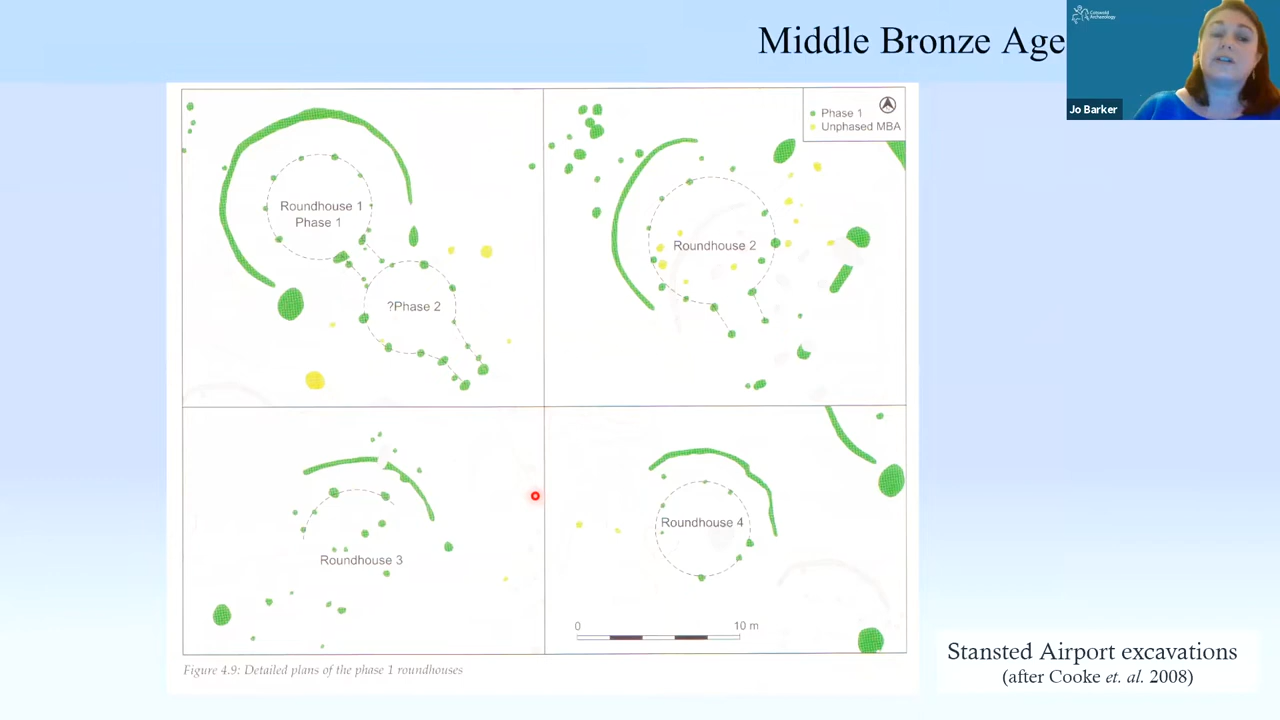 Middle Bronze Age
Cotswold
Archaeology
Jo Barker
Phase 1
Unphased MBA
Roundhouse 1
Phase 1
?Phase 2
Roundhouse 2
Roundhouse 3
Roundhouse 4
0 10 m
Figure 4.9: Detailed plans of the phase 1 roundhouses
Stansted Airport excavations
(after Cooke et. al. 2008)